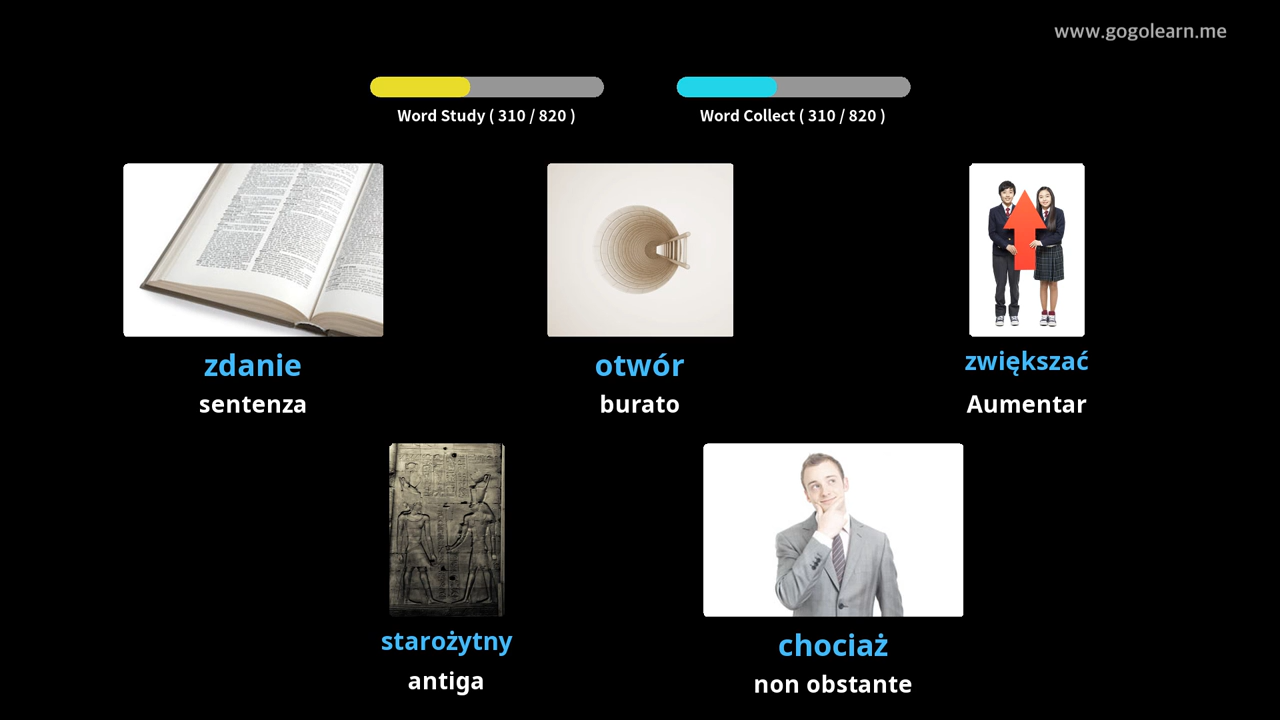 www.gogolearn.me
Word Study ( 310 / 820 )
Word Collect ( 310 / 820 )
zdanie
sentenza
otwór
burato
zwiększać
Aumentar
starożytny
antiga
chociaż
non obstante